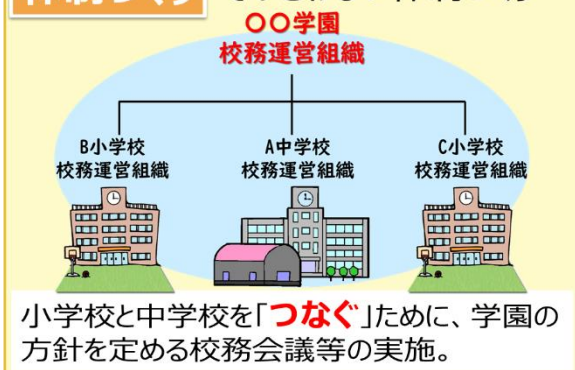 〇〇学園
校務運営組織
B小学校
校務運営組織
A中学校
校務運営組織
C小学校
校務運営組織
小学校と中学校を「つなぐ」ために、学園の
方針を定める校務会議等の実施。